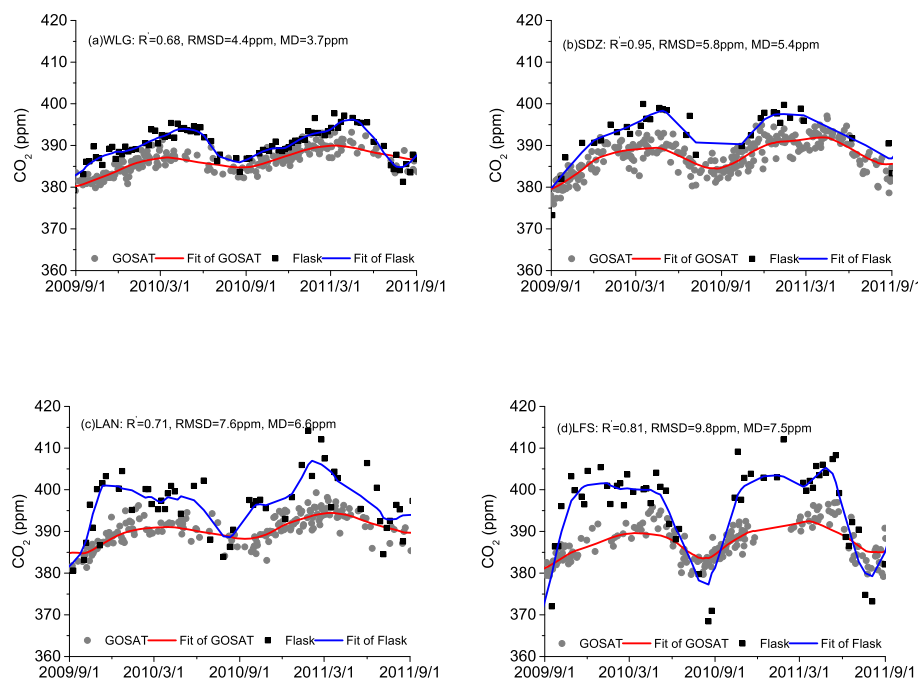 (a)WLG: R'=0.68, RMSD=4.4ppm, MD=3.7ppm
CO2 (ppm)
420
410
400
390
380
370
360
GOSAT Fit of GOSAT Flask Fit of Flask
2009/9/1 2010/3/1 2010/9/1 2011/3/1 2011/9/1
(b)SDZ: R'=0.95, RMSD=5.8ppm, MD=5.4ppm
CO2 (ppm)
420
410
400
390
380
370
360
GOSAT Fit of GOSAT Flask Fit of Flask
2009/9/1 2010/3/1 2010/9/1 2011/3/1 2011/9/1
(c)LAN: R'=0.71, RMSD=7.6ppm, MD=6.6ppm
CO2 (ppm)
420
410
400
390
380
370
360
GOSAT Fit of GOSAT Flask Fit of Flask
2009/9/1 2010/3/1 2010/9/1 2011/3/1 2011/9/1
(d)LFS: R'=0.81, RMSD=9.8ppm, MD=7.5ppm
CO2 (ppm)
420
410
400
390
380
370
360
GOSAT Fit of GOSAT Flask Fit of Flask
2009/9/1 2010/3/1 2010/9/1 2011/3/1 2011/9/1